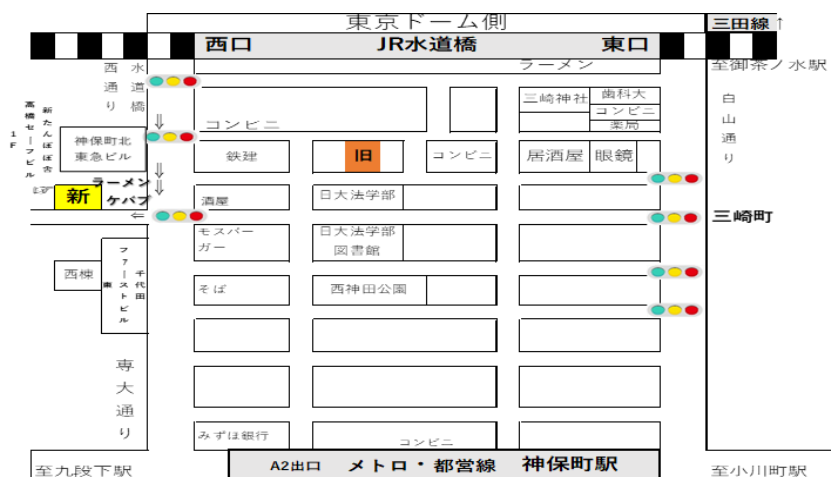 東京ドーム側
三田線↑
西口
JR水道橋
東口
ラーメン
至御茶ノ水駅
水道橋
西通り
三崎神社
歯科大
コンビニ
薬局
白山通り
コンビニ
新たんぽぽ舎
高橋セーフビル
1F
神保町北
東急ビル
鉄建
旧
コンビニ
居酒屋
眼鏡
ラーメン
新
ケバブ
⇐
酒屋
日大法学部
三崎町
モスバー
ガー
日大法学部
図書館
西棟
千代田
ファーストビル
東
そば
西神田公園
専大通り
みずほ銀行
コンビニ
至九段下駅
A2出口 メトロ・都営線 神保町駅
至小川町駅